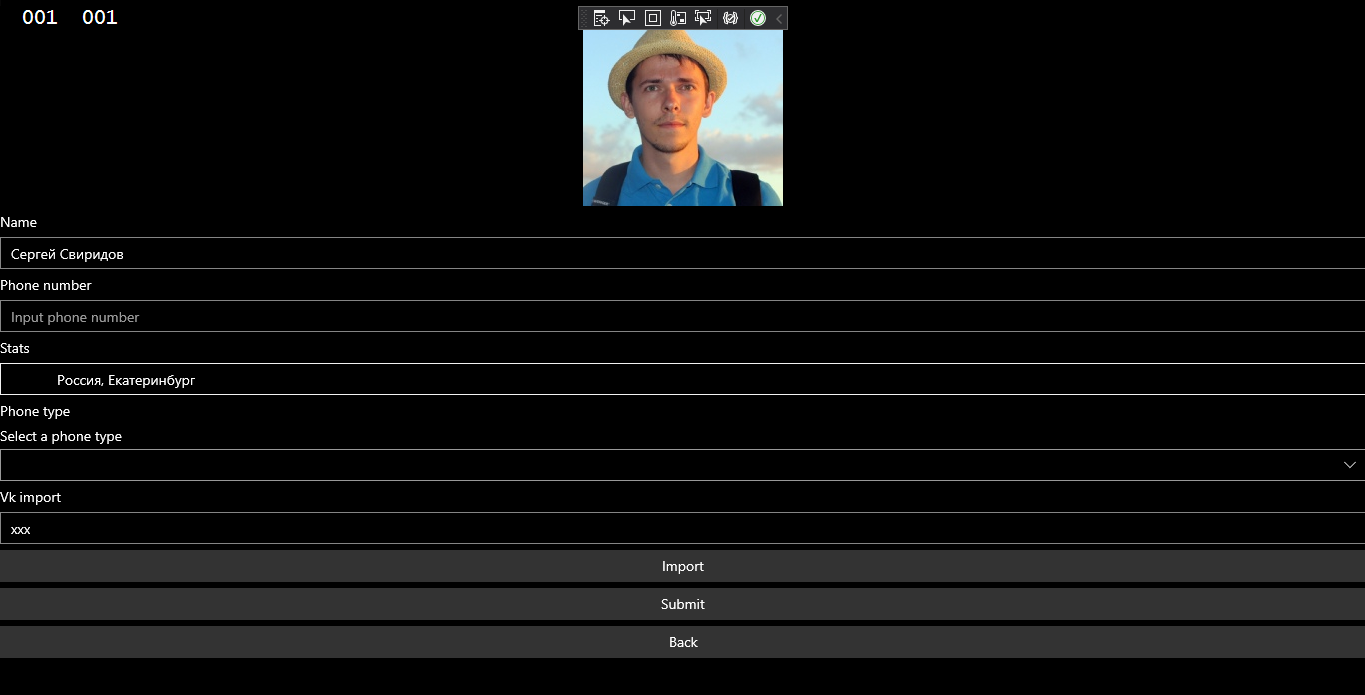 001 001
Name
Сергей Свиридов
Phone number
Input phone number
Stats
Россия, Екатеринбург
Phone type
Select a phone type
Vk import
xxx
Import
Submit
Back